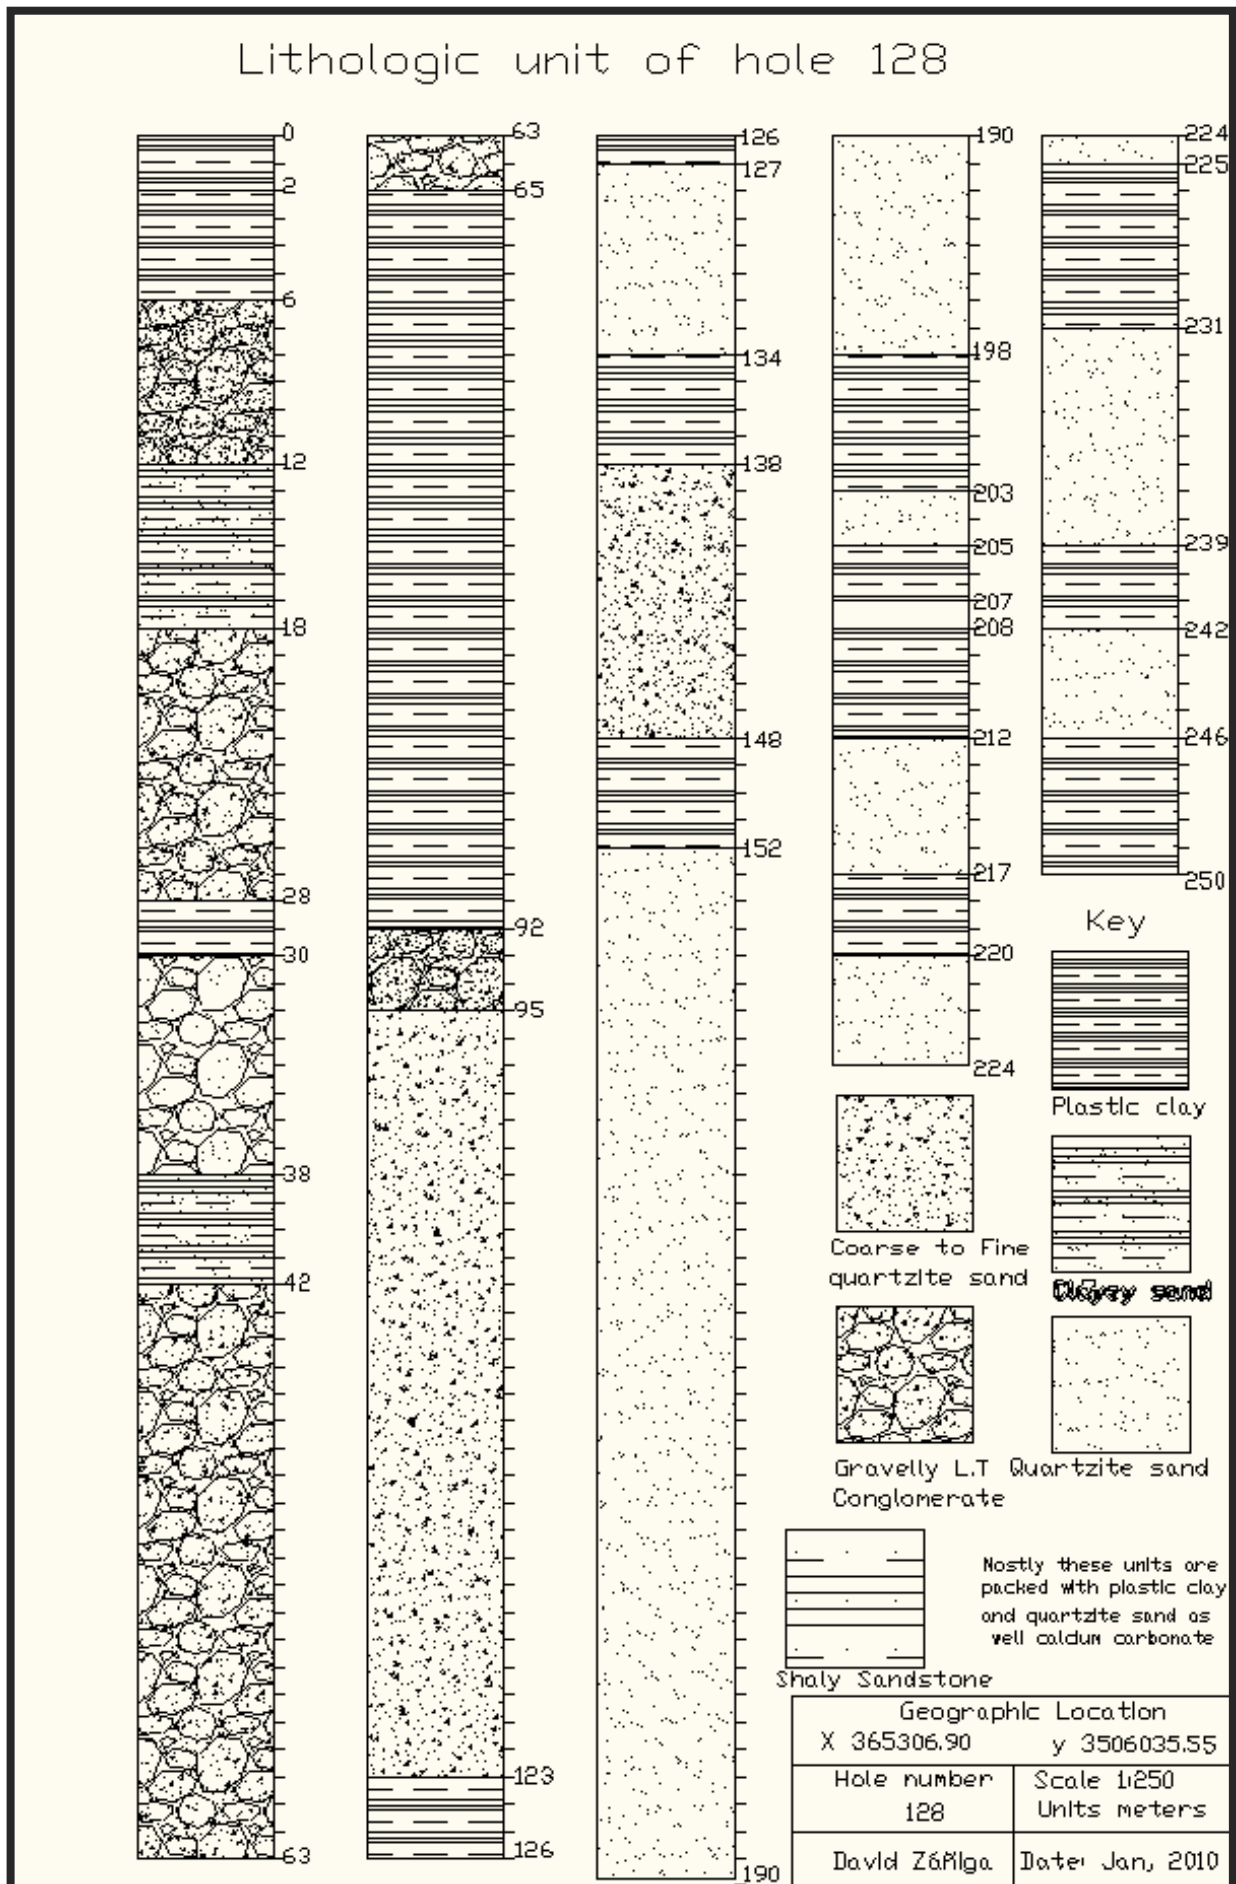 Lithologic unit of hole 128
0
2
6
12
18
28
30
38
42
63
63
65
92
95
123
126
126
127
134
138
148
152
190
190
198
203
205
207
208
212
217
220
224
224
225
231
239
242
246
250
Key
Plastic clay
Coarse to Fine
quartzite sand
sand
Gravelly L.T
Conglomerate
Quartzite sand
Shaly Sandstone
Mostly these units are
packed with plastic clay
and quartzite sand as
well calcium carbonate
Geographic Location
X 365306.90 y 3506035.55
Hole number
128
Scale 1:250
Units meters
David
Date: Jan, 2010